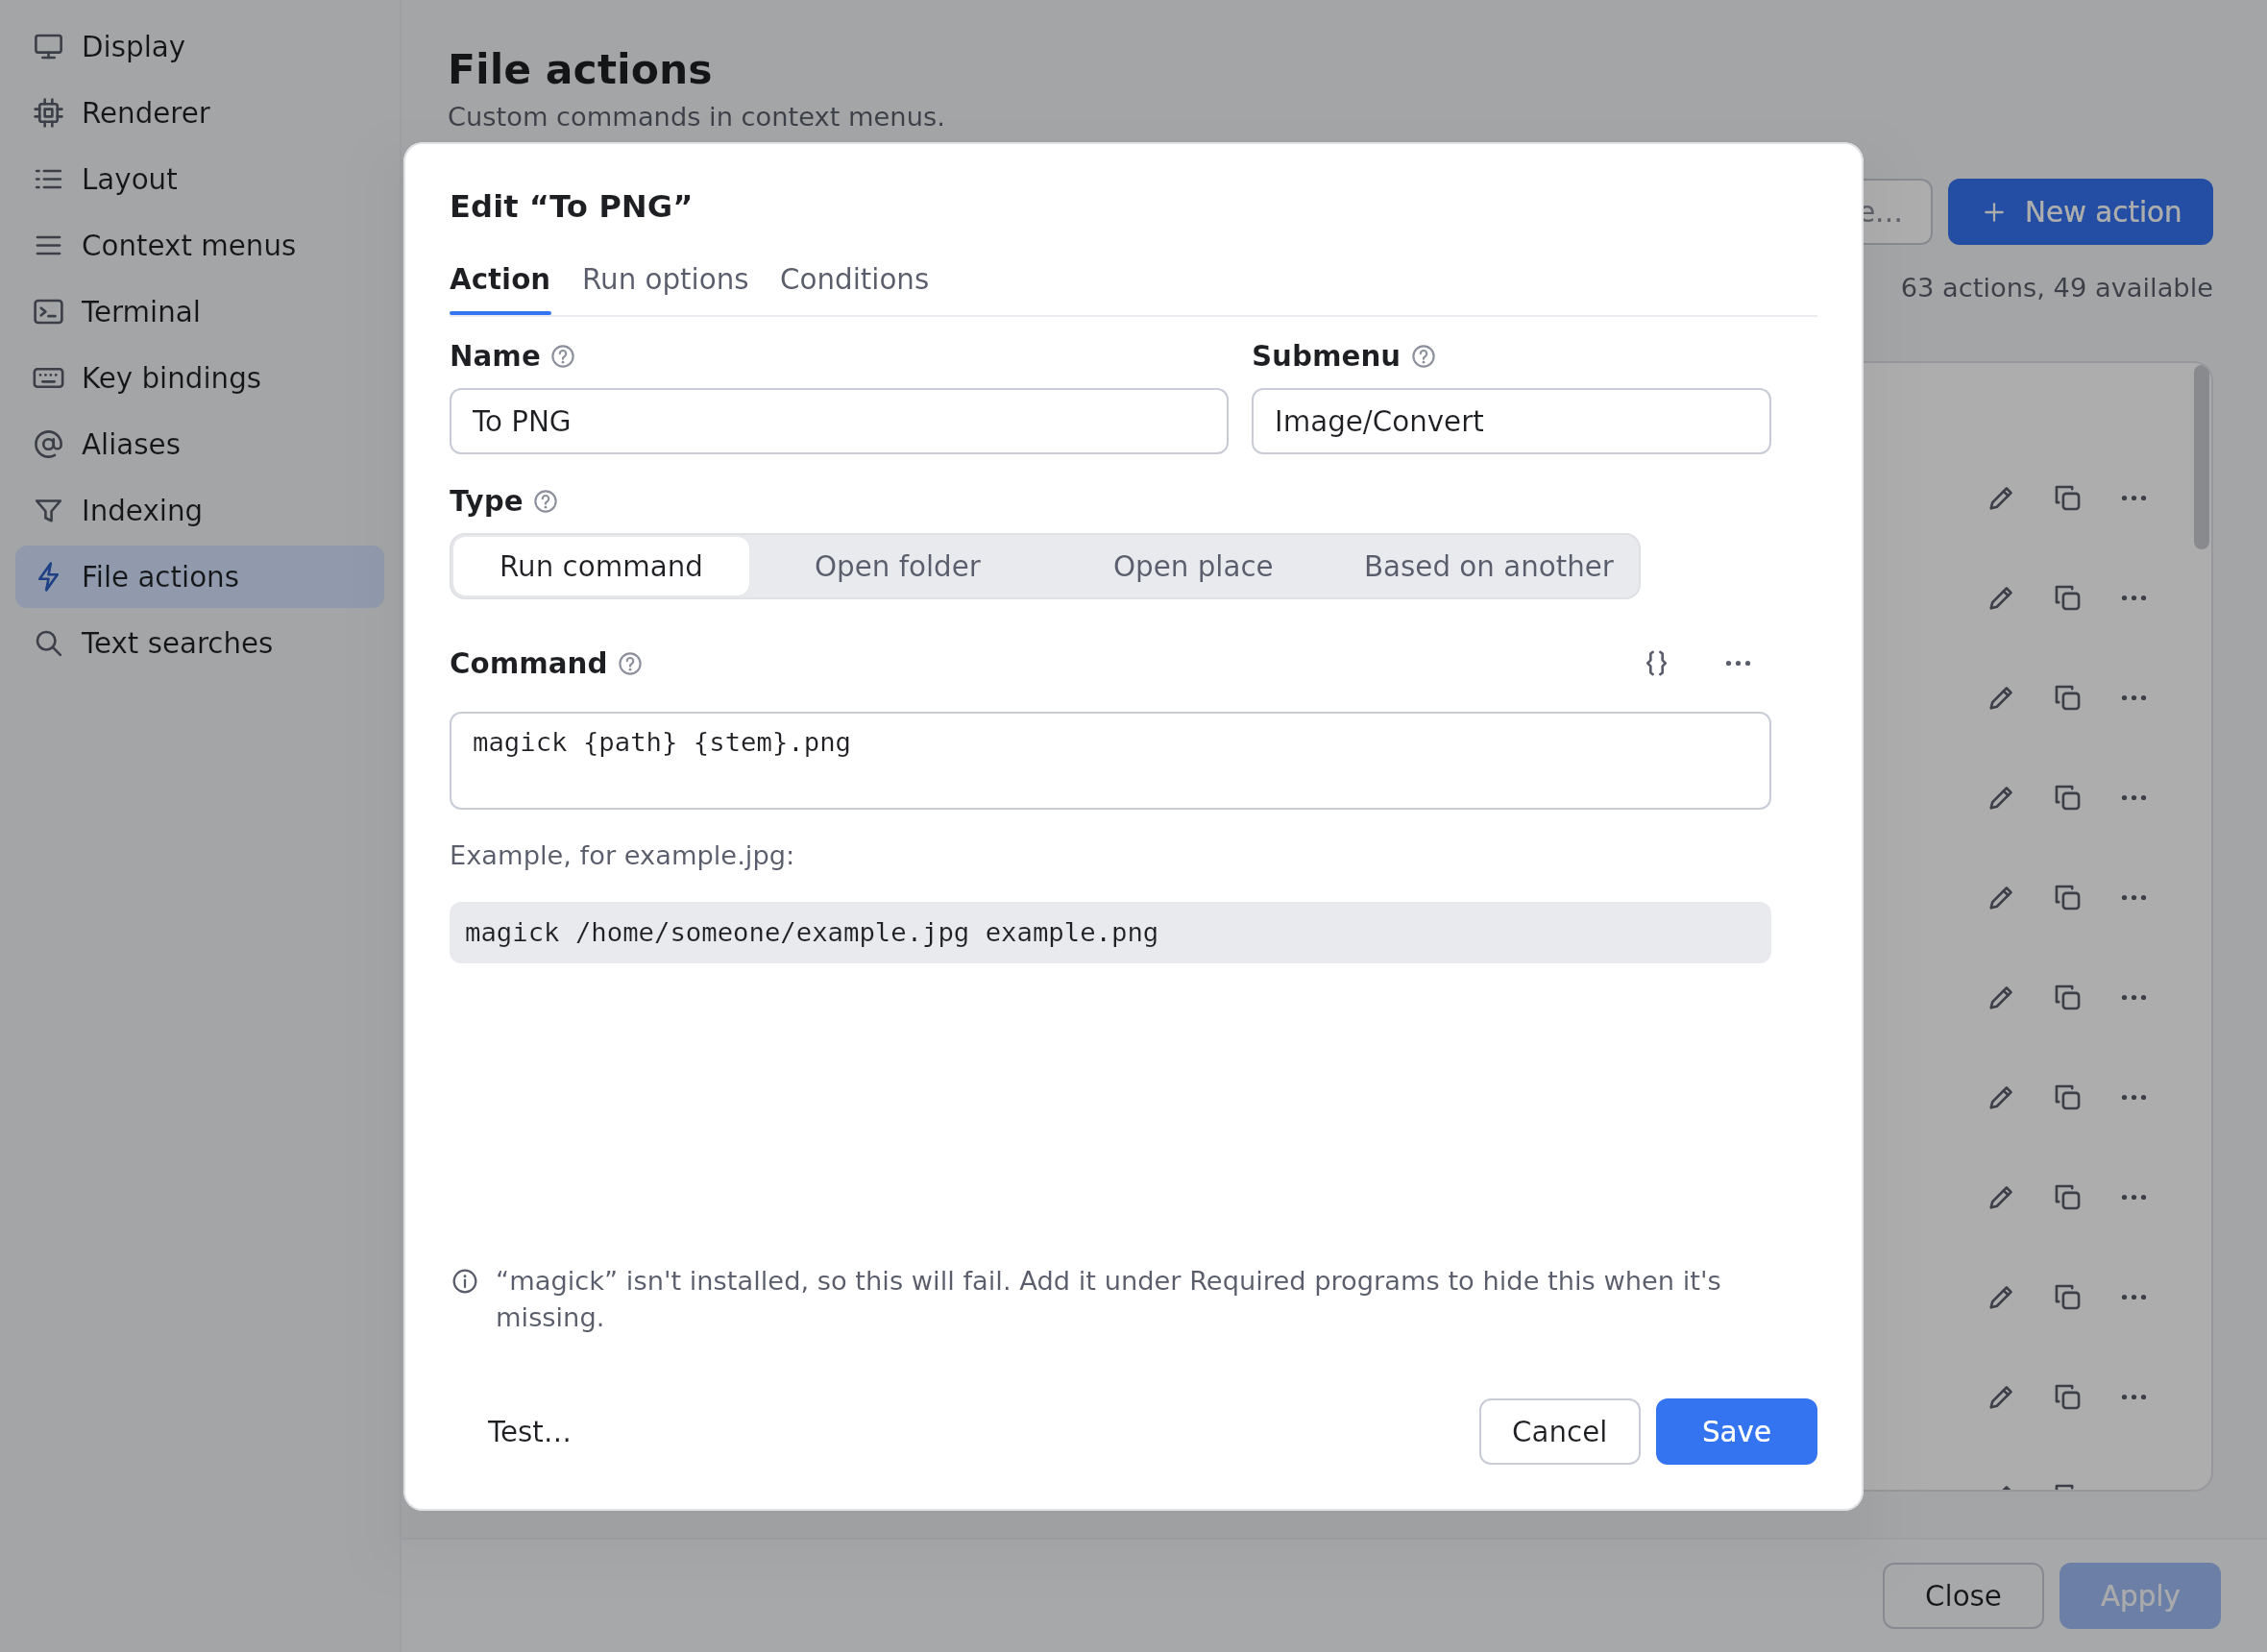 Display
Renderer
Layout
Context menus
Terminal
Key bindings
Aliases
Indexing
File actions
Text searches
File actions
Custom commands in context menus.
New action
63 actions, 49 available
Edit “To PNG”
Action Run options Conditions
Name Submenu
To PNG Image/Convert
Type
Run command Open folder Open place Based on another
Command
magick {path} {stem}.png
Example, for example.jpg:
magick /home/someone/example.jpg example.png
“magick” isn't installed, so this will fail. Add it under Required programs to hide this when it's
missing.
Test… Cancel Save
Close Apply